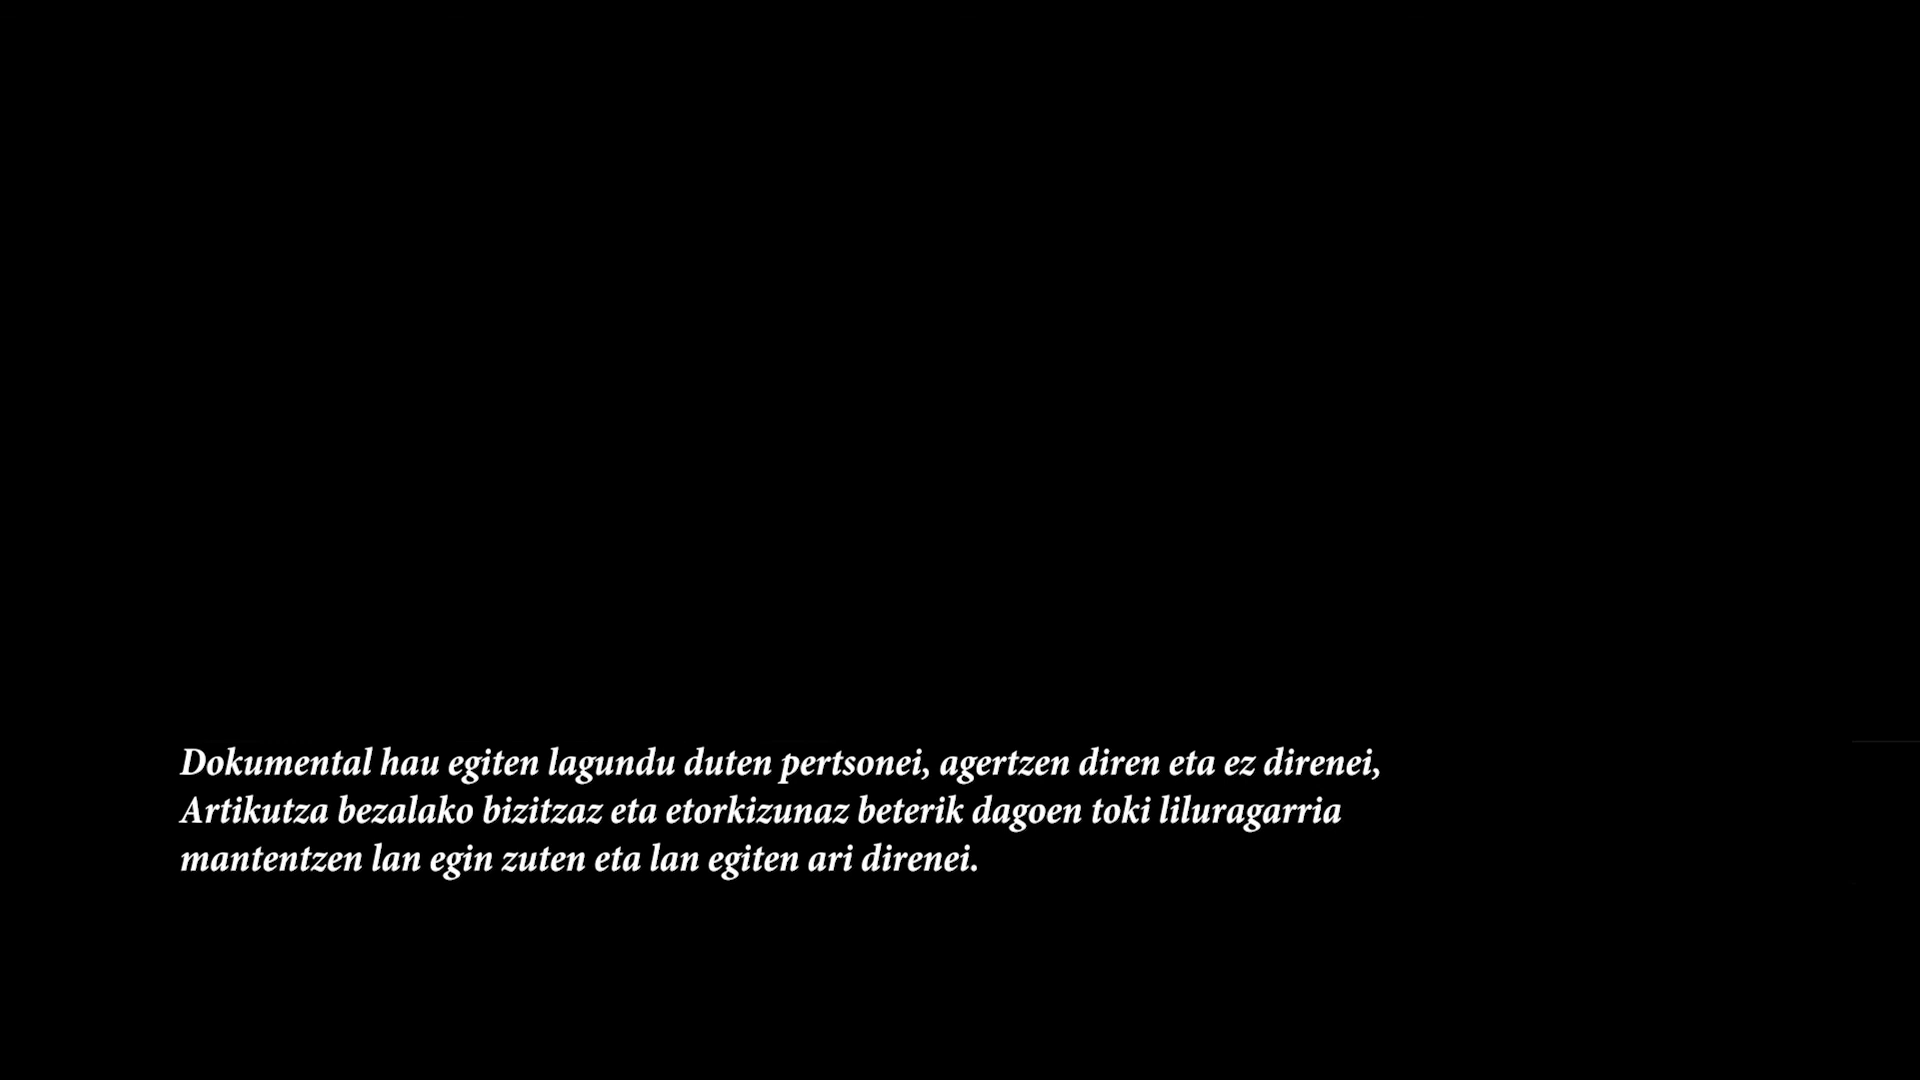 Dokumental hau egiten lagundu duten pertsonei, agertzen diren eta ez direnei,
Artikutza bezalako bizitzaz eta etorkizunaz beterik dagoen toki liluragarria
mantentzen lan egin zuten eta lan egiten ari direnei.